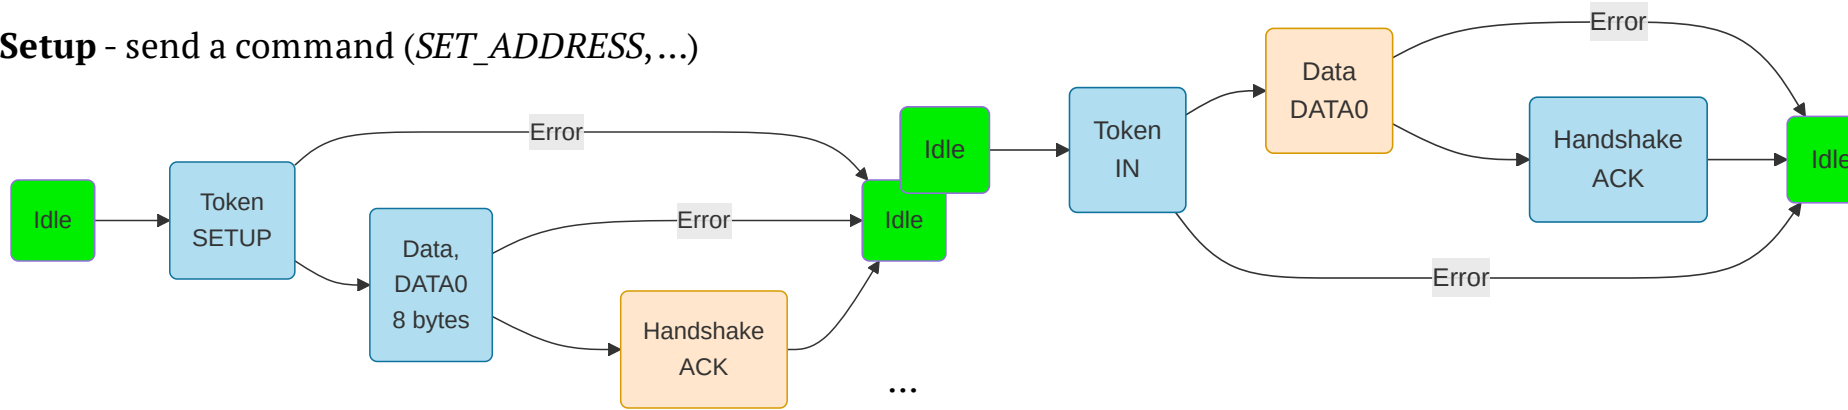 Setup - send a command (SET_ADDRESS, ...)
Idle
Token
SETUP
Error
Data,
DATA0
8 bytes
Error
Handshake
ACK
Idle
...
Idle
Token
IN
Data
DATA0
Error
Handshake
ACK
Error
Idle